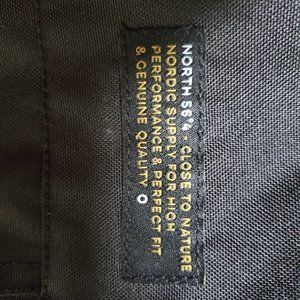 NORTH 56°4 - CLOSE TO NATURE
NORDIC SUPPLY FOR HIGH
PERFORMANCE & PERFECT FIT
& GENUINE QUALITY